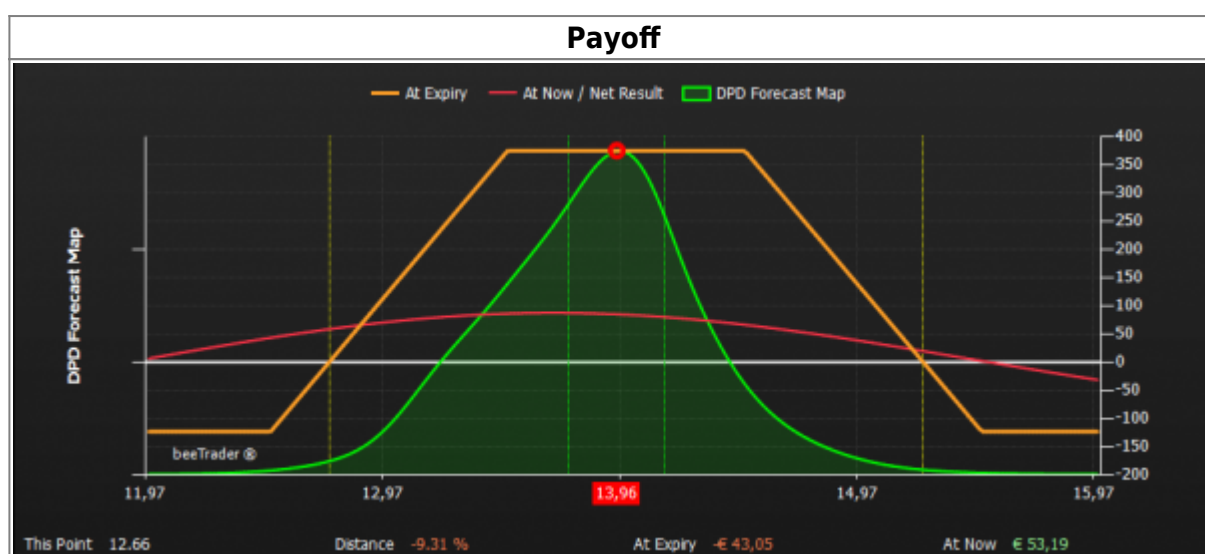 Payoff
At Expiry At Now / Net Result DPD Forecast Map
DPD Forecast Map
400
350
300
250
200
150
100
50
0
-50
-100
-150
-200
beeTrader ®
11,97 12,97 13,96 14,97 15,97
This Point 12.66 Distance -9.31 % At Expiry -€ 43,05 At Now € 53,19